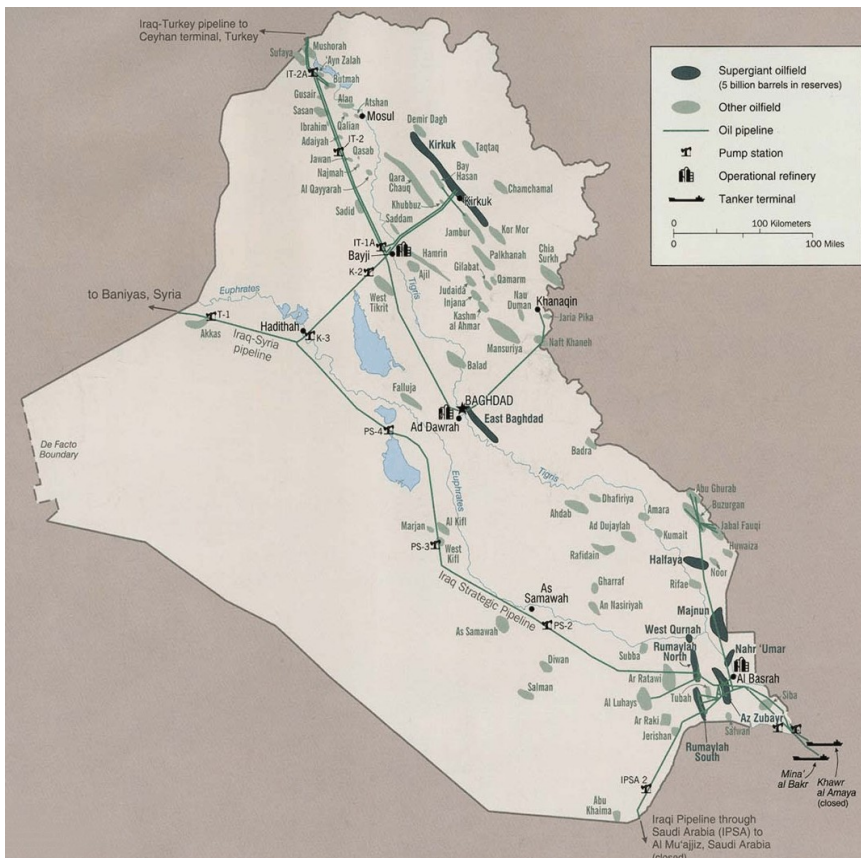 Iraq-Turkey pipeline to
Ceyhan terminal, Turkey
Mushorah
Sufaya
'Ayn Zalah
IT-2A
Butmah
Gusair
Alan
Atshan
Sasan
Mosul
Ibrahim
Qalian
Demir Dagh
Adaiyah
IT-2
Kirkuk
Taqtaq
Jawan
Qasab
Bay
Hasan
Najmah
Qara
Chauq
Al Qayyarah
Chamchamal
Khubbuz
Kirkuk
Sadid
Saddam
Jambur
Kor Mor
IT-1A
Bayji
Hamrin
Palkhanah
Chia
Surkh
K-2
Ajil
Gilabat
Qamarm
Judaida
Injana
Nau
Duman
Khanaqin
West
Tikrit
Tigris
Kashm
al Ahmar
Jaria Pika
to Baniyas, Syria
Euphrates
T-1
Akkas
Hadithah
K-3
Iraq-Syria
pipeline
Mansuriya
Naft Khaneh
Balad
Falluja
BAGHDAD
Ad Dawrah
East Baghdad
PS-4
De Facto
Boundary
Badra
Euphrates
Tigris
Abu Ghurab
Dhafiriya
Buzurgan
Ahdab
Amara
Marjan
Al Kifl
Ad Dujaylah
Kumait
Jabal Fauqi
PS-3
West
Kifl
Rafidain
Huwaiza
Halfaya
Noor
Iraq Strategic Pipeline
Gharraf
Rifae
As
Samawah
An Nasiriyah
Majnun
PS-2
As Samawah
West Qurnah
Subba
Rumaylah
North
Nahr 'Umar
Diwan
Ar Ratawi
Al Basrah
Salman
Al Luhays
Tubah
Siba
Ar Raki
Az Zubayr
Safwan
Jerishan
Rumaylah
South
Mina'
al Bakr
Khawr
al Amaya
(closed)
IPSA 2
Abu
Khaima
Iraqi Pipeline through
Saudi Arabia (IPSA) to
Al Mu'ajjiz, Saudi Arabia
(closed)
Supergiant oilfield
(5 billion barrels in reserves)
Other oilfield
Oil pipeline
Pump station
Operational refinery
Tanker terminal
0 100 Kilometers
0 100 Miles